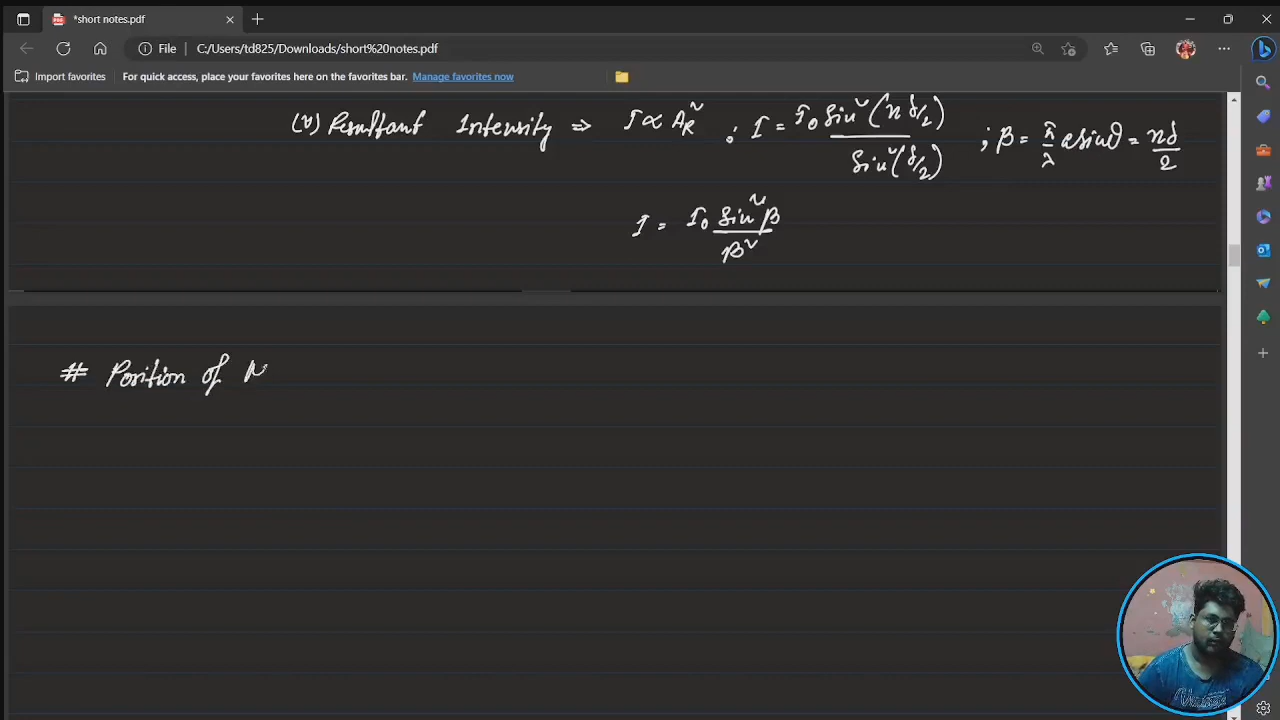 *short notes.pdf
File C:/Users/td825/Downloads/short%20notes.pdf
Import favorites For quick access, place your favorites here on the favorites bar. Manage favorites now
(v) Resultant Intensity ⇒ I ∝ A_R² ; I = I₀ sin²(nδ/2) / sin²(δ/2) ; β = π/λ a sinθ = nδ/2
I = I₀ sin²β / β²
# Position of M